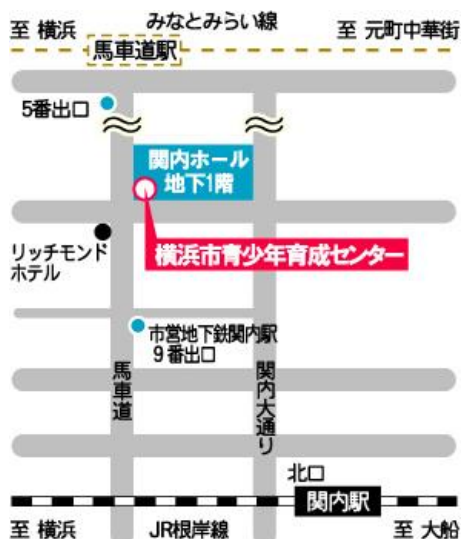 みなとみらい線
至 横浜
至 元町中華街
馬車道駅
5番出口
関内ホール
地下1階
横浜市青少年育成センター
リッチモンド
ホテル
市営地下鉄関内駅
9番出口
馬車道
関内大通り
北口
関内駅
至 横浜
JR根岸線
至 大船